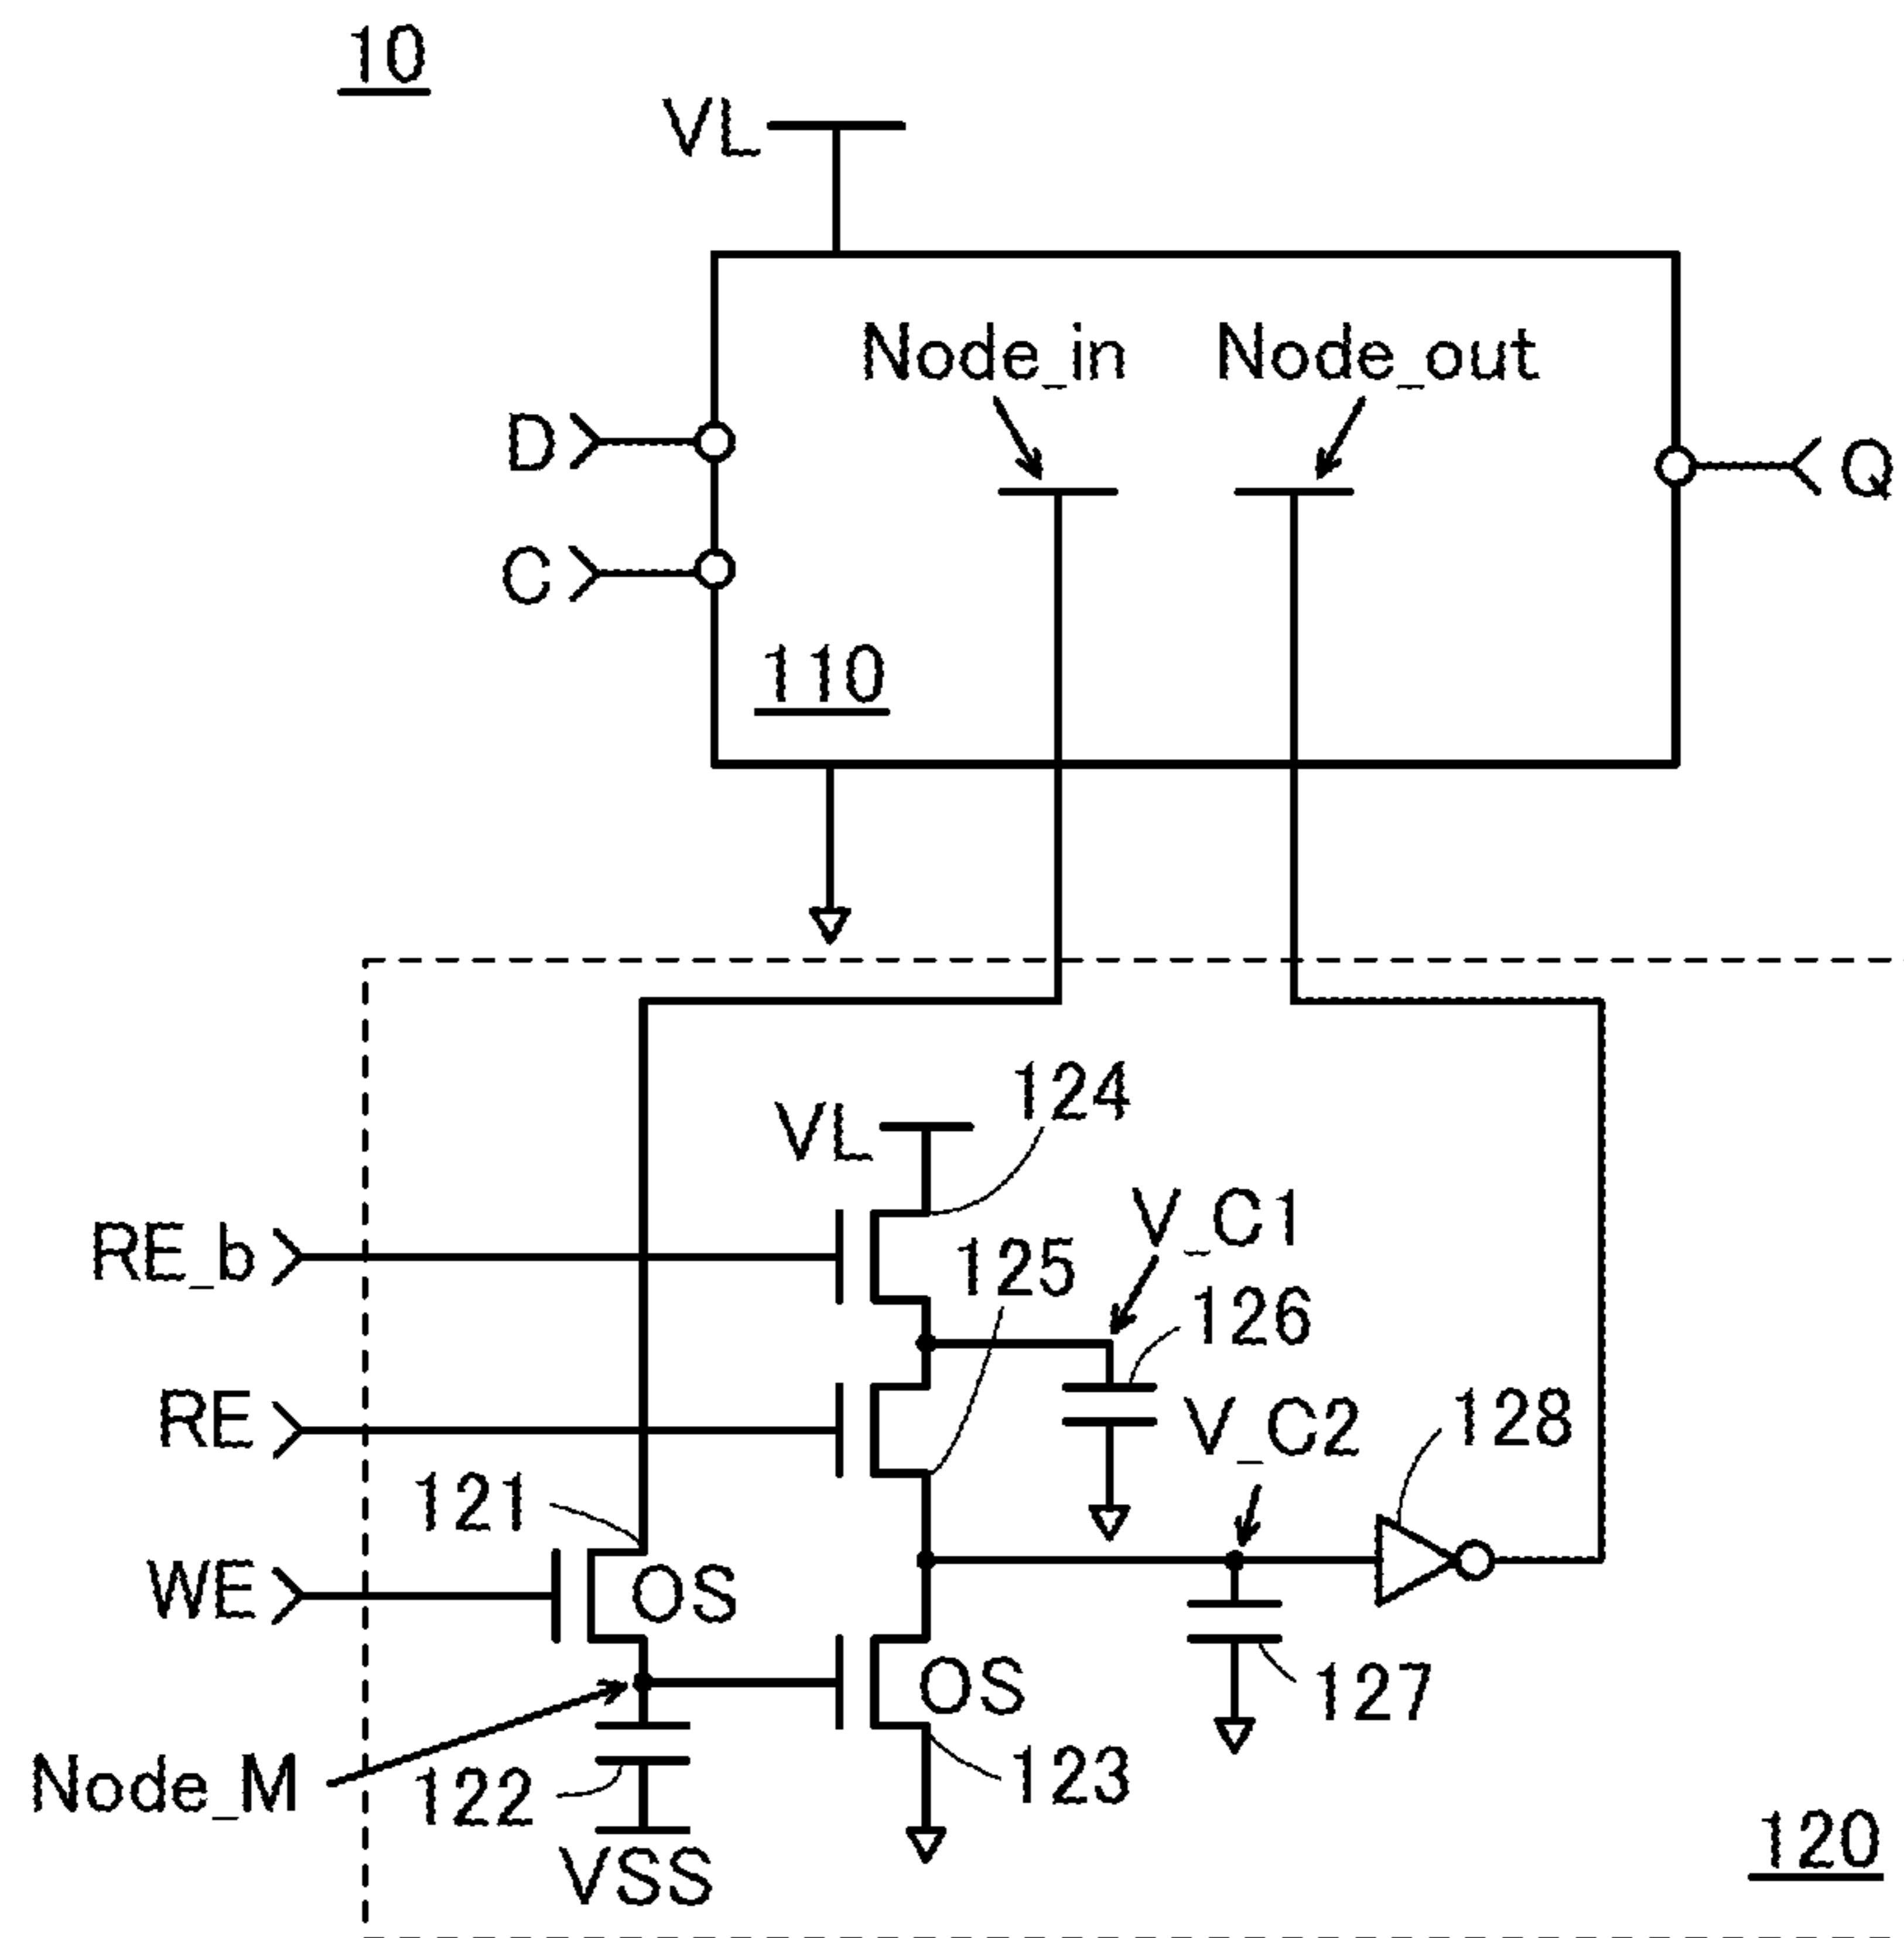 10
VL
Node_in Node_out
D
Q
C
110
124
VL
V_C1
RE_b
125
126
RE
V_C2
128
121
WE
OS
OS
127
Node_M
122
123
VSS
120